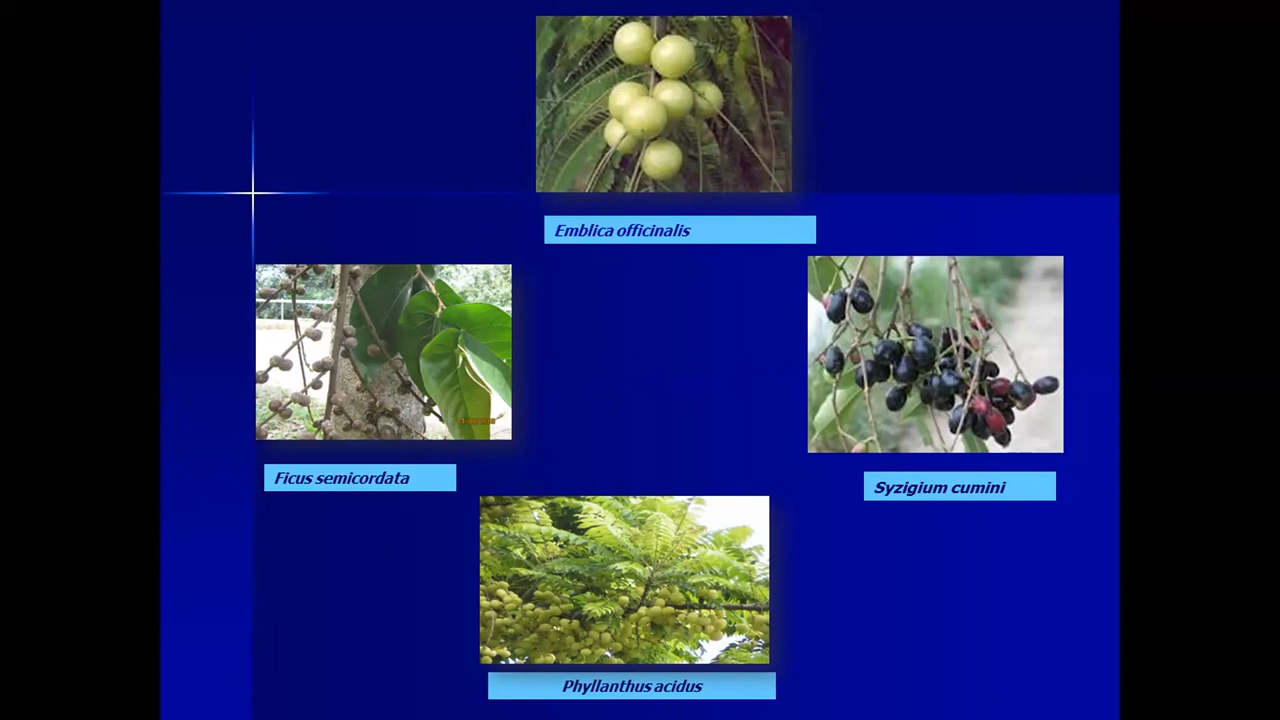 Emblica officinalis
Ficus semicordata
Syzigium cumini
Phyllanthus acidus